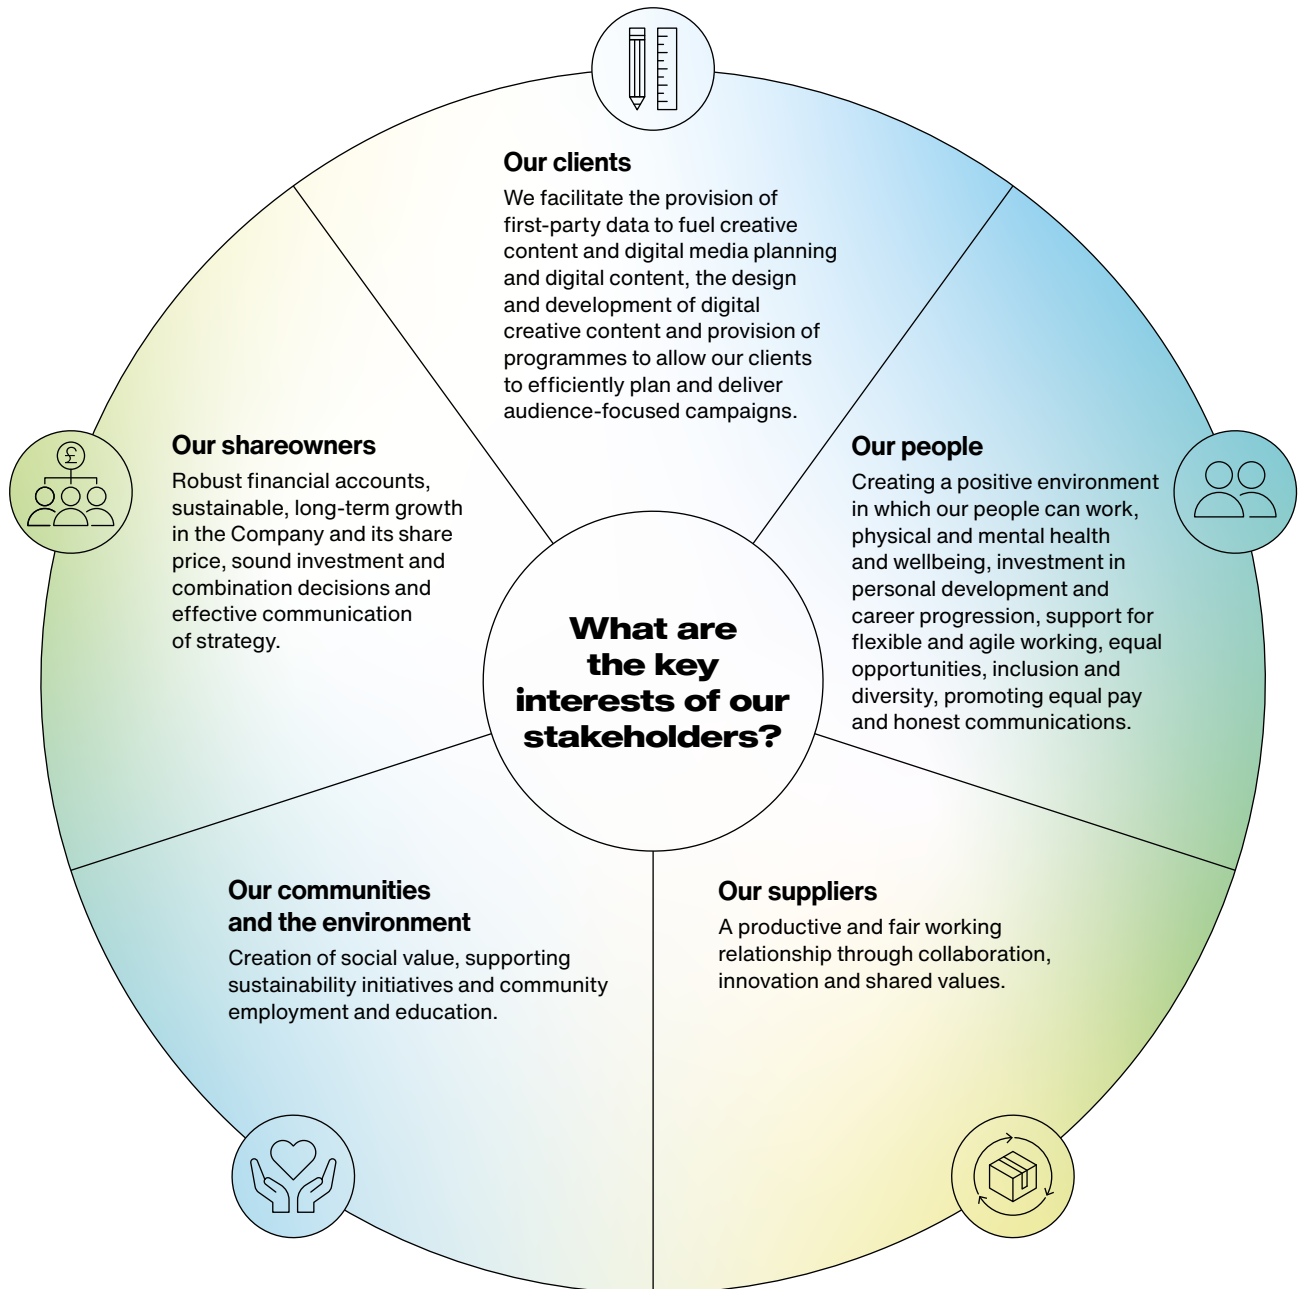 Our clients
We facilitate the provision of
first-party data to fuel creative
content and digital media planning
and digital content, the design
and development of digital
creative content and provision of
programmes to allow our clients
to efficiently plan and deliver
audience-focused campaigns.
Our people
Creating a positive environment
in which our people can work,
physical and mental health
and wellbeing, investment in
personal development and
career progression, support for
flexible and agile working, equal
opportunities, inclusion and
diversity, promoting equal pay
and honest communications.
Our suppliers
A productive and fair working
relationship through collaboration,
innovation and shared values.
Our communities
and the environment
Creation of social value, supporting
sustainability initiatives and community
employment and education.
£
Our shareowners
Robust financial accounts,
sustainable, long-term growth
in the Company and its share
price, sound investment and
combination decisions and
effective communication
of strategy.
What are
the key
interests of our
stakeholders?